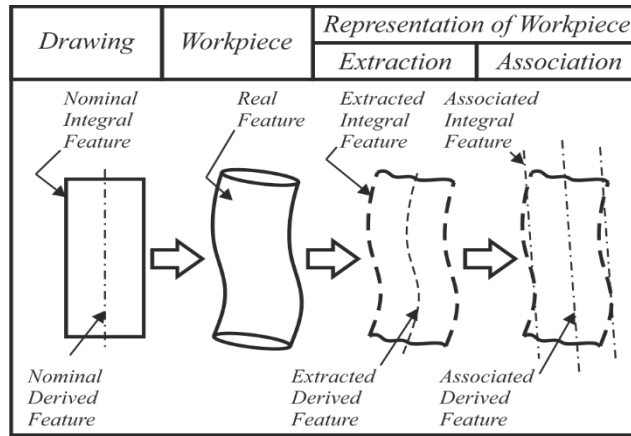 Drawing
Workpiece
Representation of Workpiece
Extraction
Association
Nominal
Integral
Feature
Real
Feature
Extracted
Integral
Feature
Associated
Integral
Feature
Nominal
Derived
Feature
Extracted
Derived
Feature
Associated
Derived
Feature